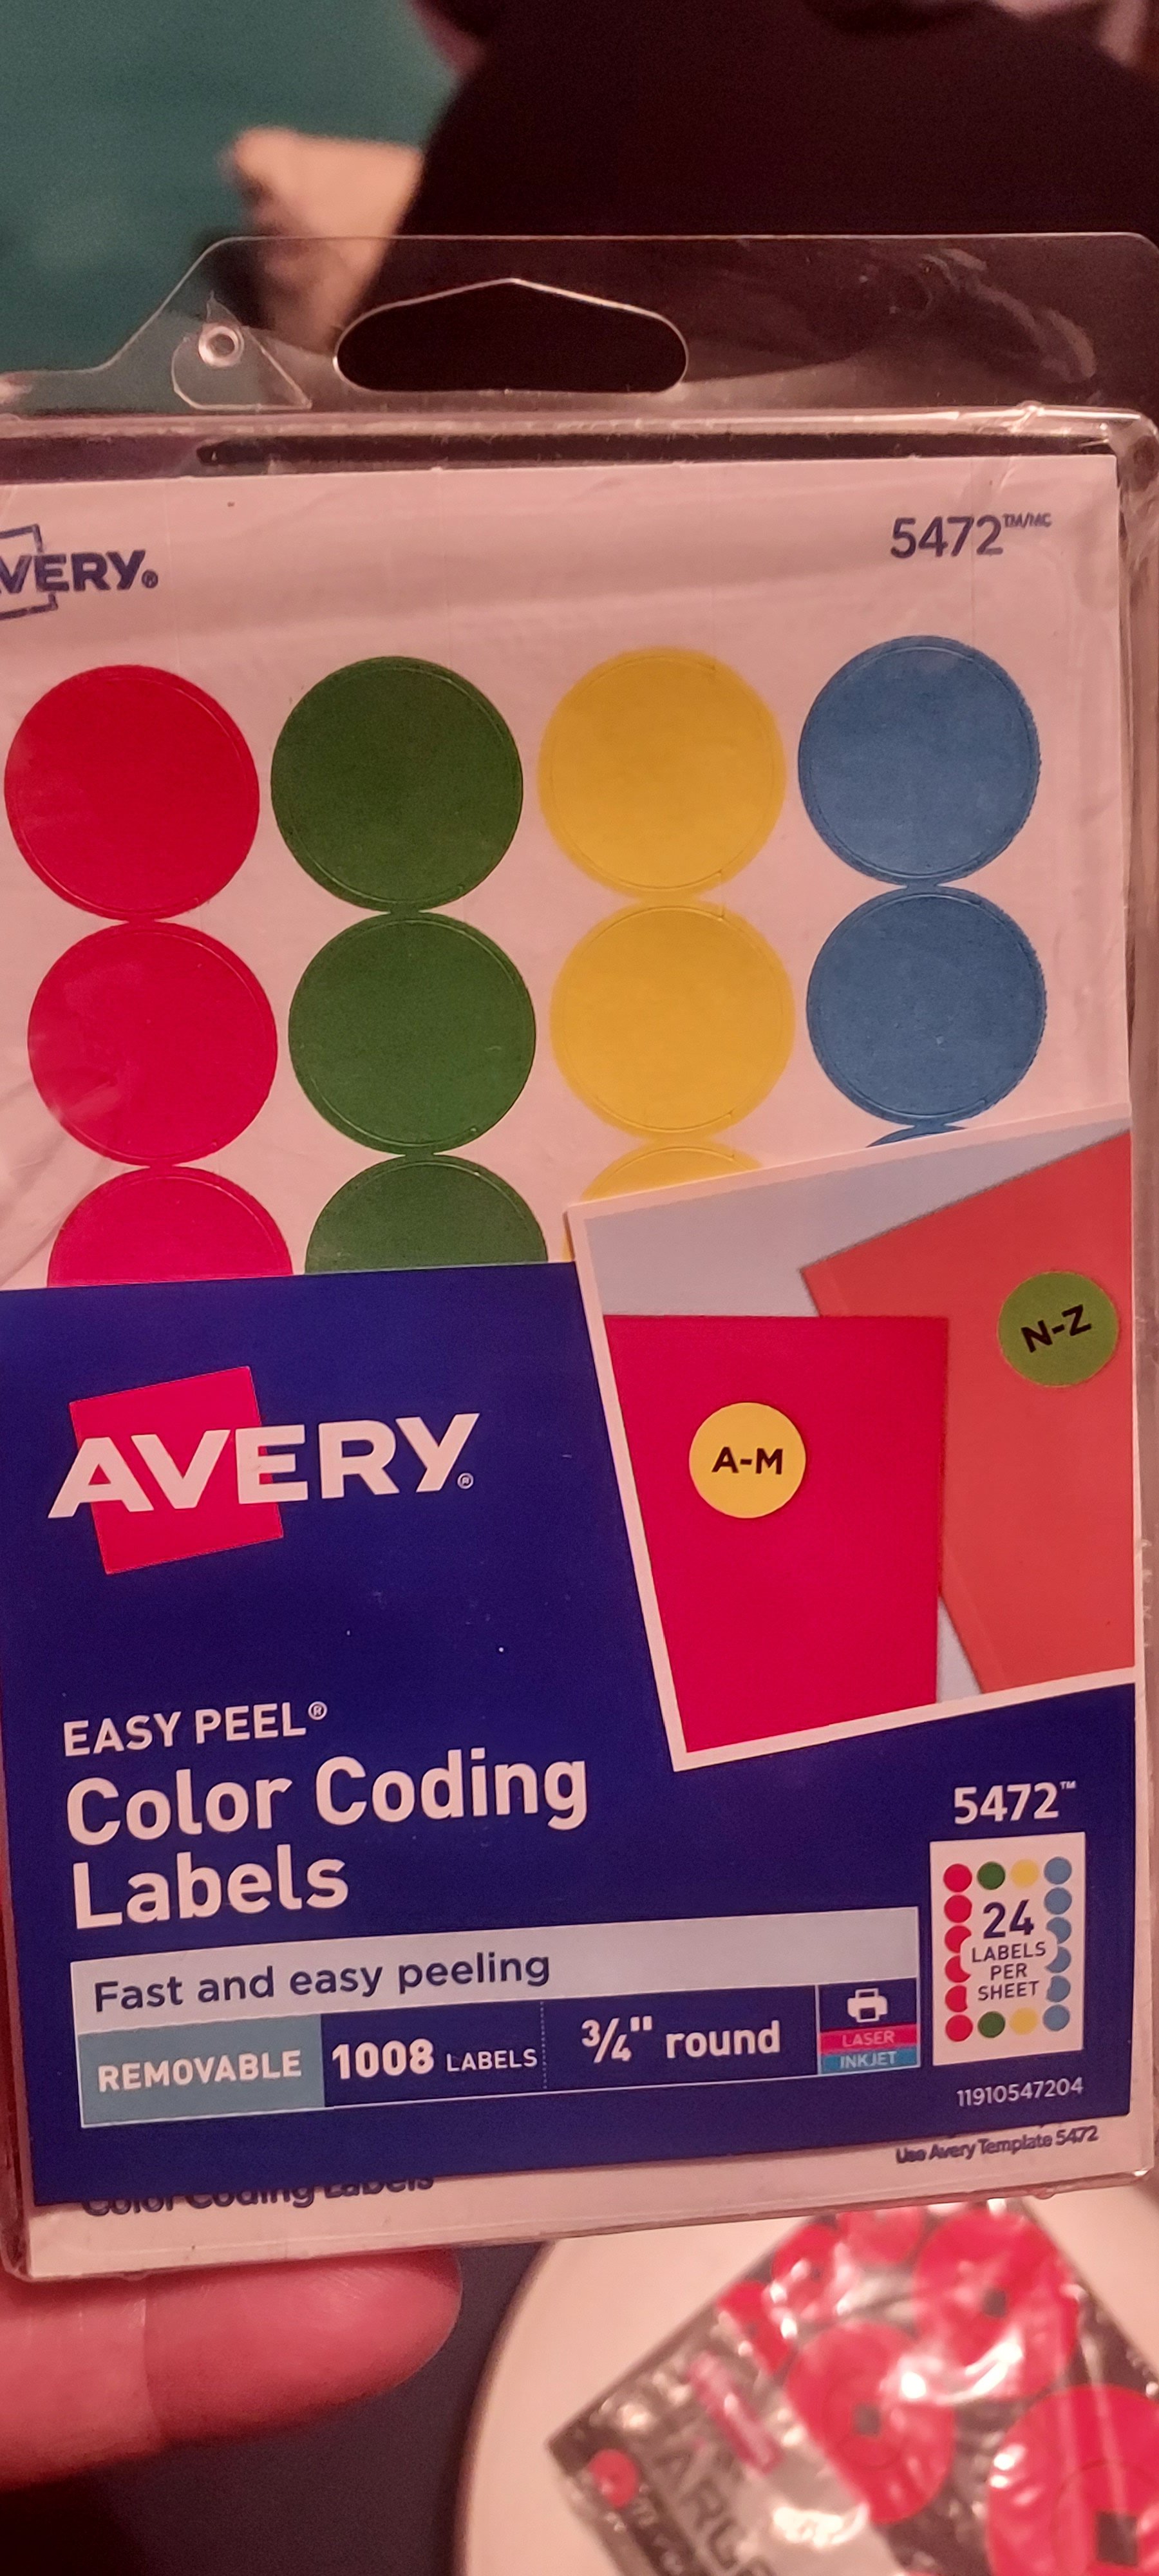 AVERY®
5472™/MC
N-Z
A-M
AVERY®
EASY PEEL®
Color Coding
Labels
5472™
24
LABELS
PER
SHEET
Fast and easy peeling
REMOVABLE
1008 LABELS
3/4" round
LASER
INKJET
11910547204
Use Avery Template 5472
Color Coding Labels